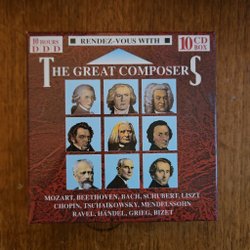 10 HOURS
D D D
RENDEZ-VOUS WITH
10 CD
BOX
THE GREAT COMPOSERS
MOZART, BEETHOVEN, BACH, SCHUBERT, LISZT
CHOPIN, TSCHAIKOWSKY, MENDELSSOHN
RAVEL, HÄNDEL, GRIEG, BIZET